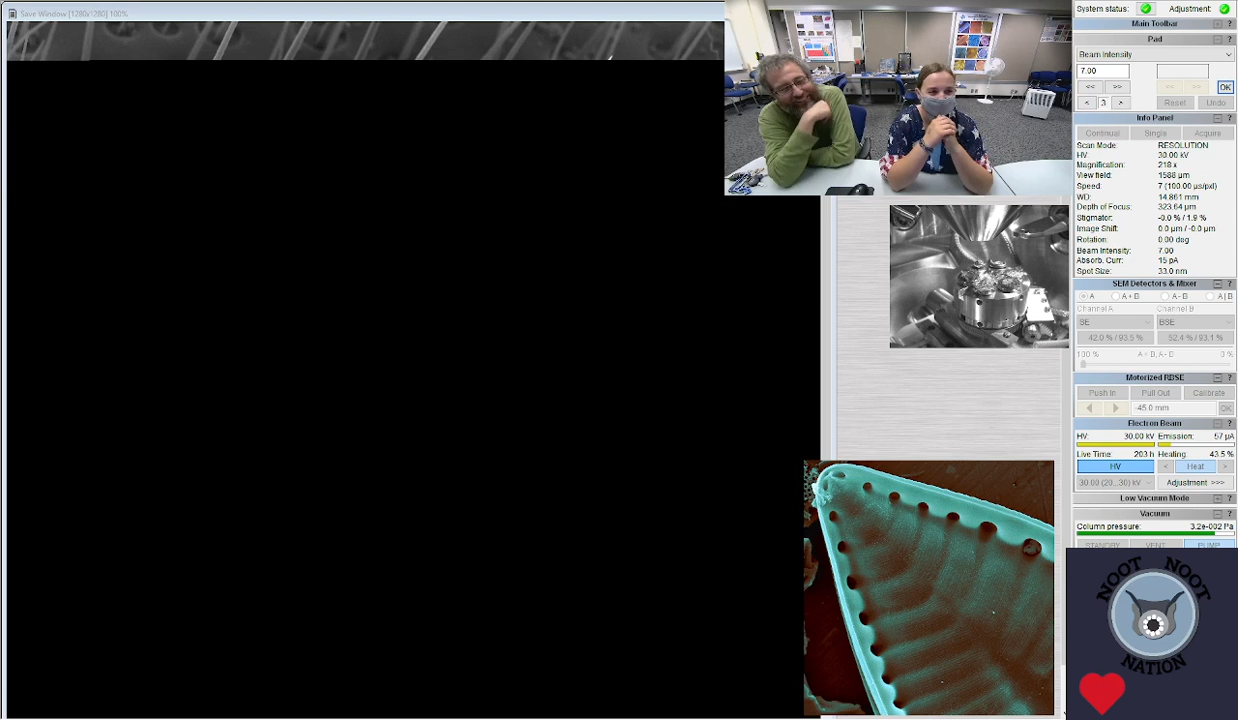 Save Window [1280x1280] 100%
System status: Adjustment:
Main Toolbar ?
Pad ?
Beam Intensity
7.00
<< >> << >> OK
< 3 > Reset Undo
Info Panel ?
Continual Single Acquire
Scan Mode: RESOLUTION
HV: 30.00 kV
Magnification: 218 x
View field: 1588 µm
Speed: 7 (100.00 µs/pxl)
WD: 14.861 mm
Depth of Focus: 323.64 µm
Stigmator: -0.0 % / 1.9 %
Image Shift: 0.0 µm / -0.0 µm
Rotation: 0.00 deg
Beam Intensity: 7.00
Absorb. Curr: 15 pA
Spot Size: 33.0 nm
SEM Detectors & Mixer ?
A A + B A - B A | B
Channel A Channel B
SE BSE
42.0 % / 93.5 % 52.4 % / 93.1 %
100 % A + B, A - B 0 %
Motorized RBSE ?
Push In Pull Out Calibrate
-45.0 mm OK
Electron Beam ?
HV: 30.00 kV Emission: 57 µA
Live Time: 203 h Heating: 43.5 %
HV < Heat >
30.00 (20...30) kV Adjustment >>>
Low Vacuum Mode ?
Vacuum ?
Column pressure: 3.2e-002 Pa
STANDBY VENT PUMP
NOOT NOOT
NATION